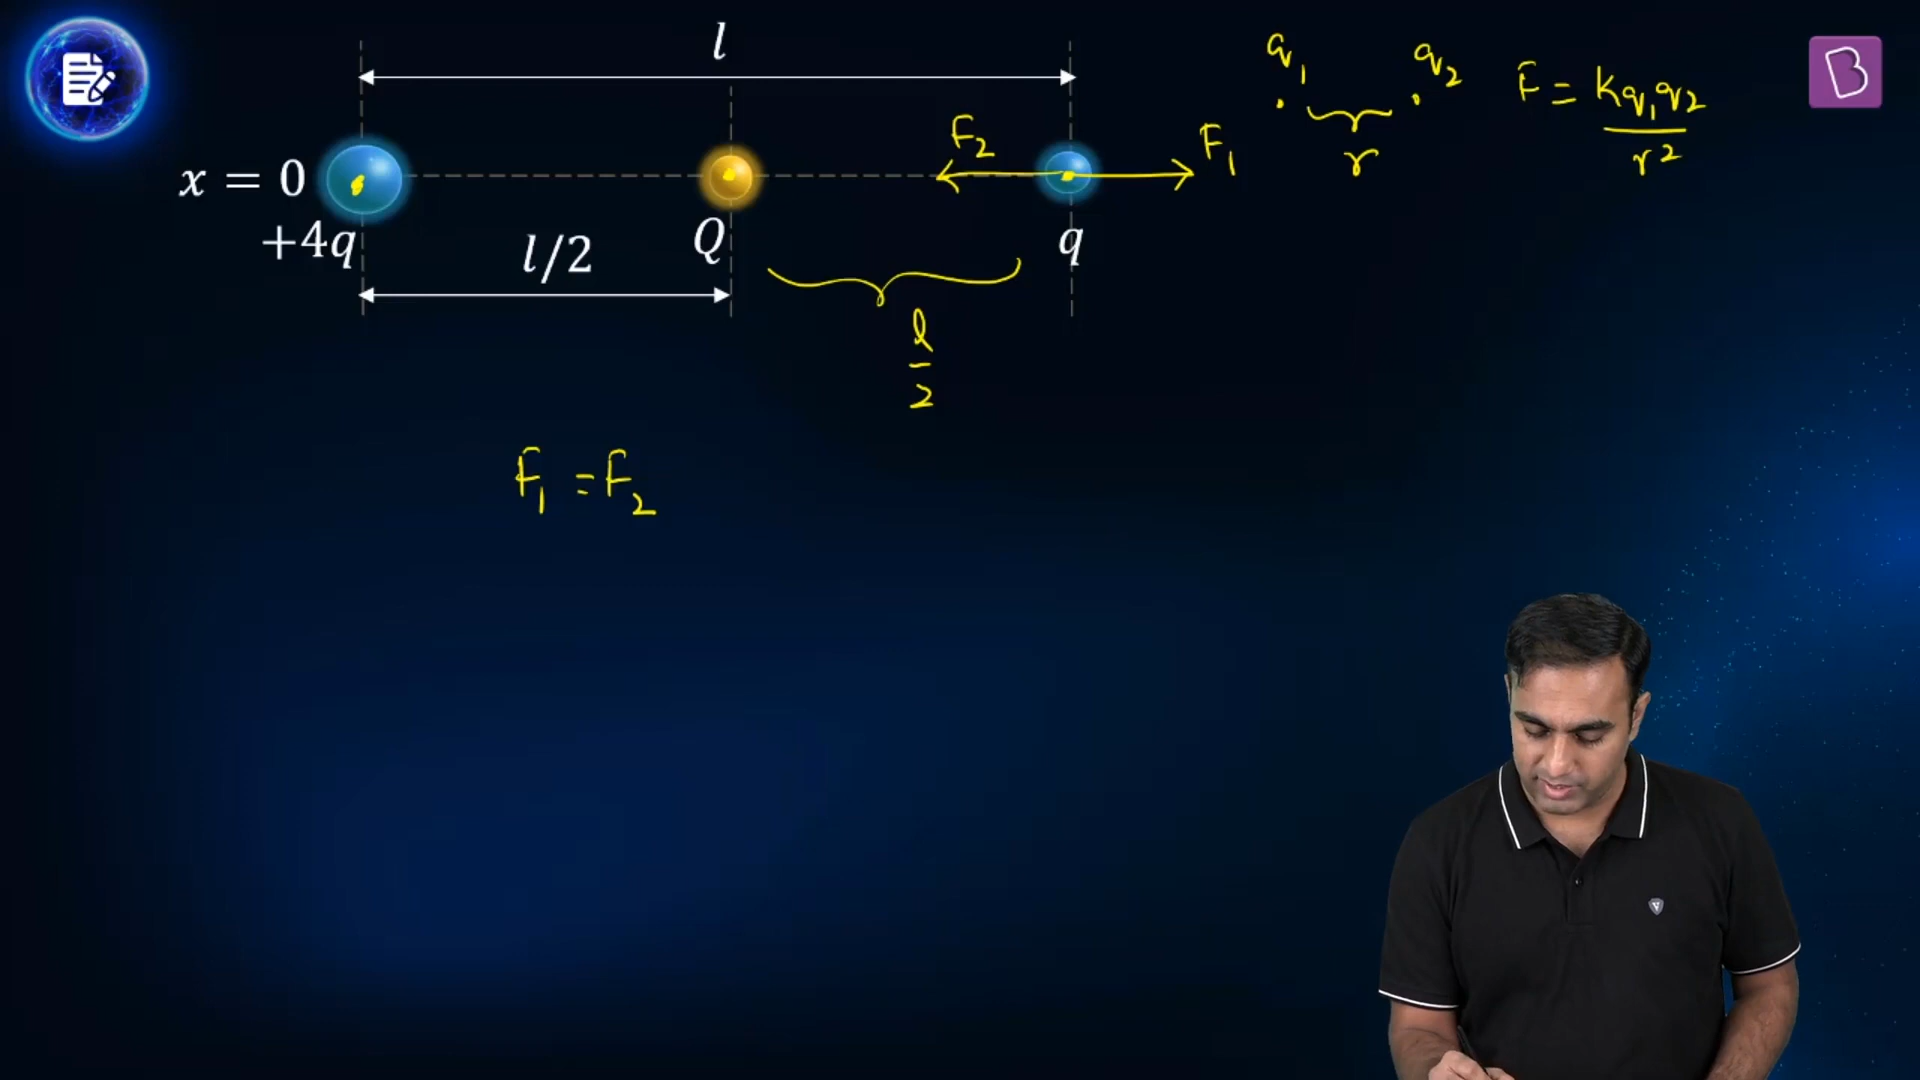 l
q₁ q₂
r
F = kq₁q₂/r²
x = 0
F₂ F₁
+4q
l/2
Q
q
l/2
F₁ = F₂
B
V